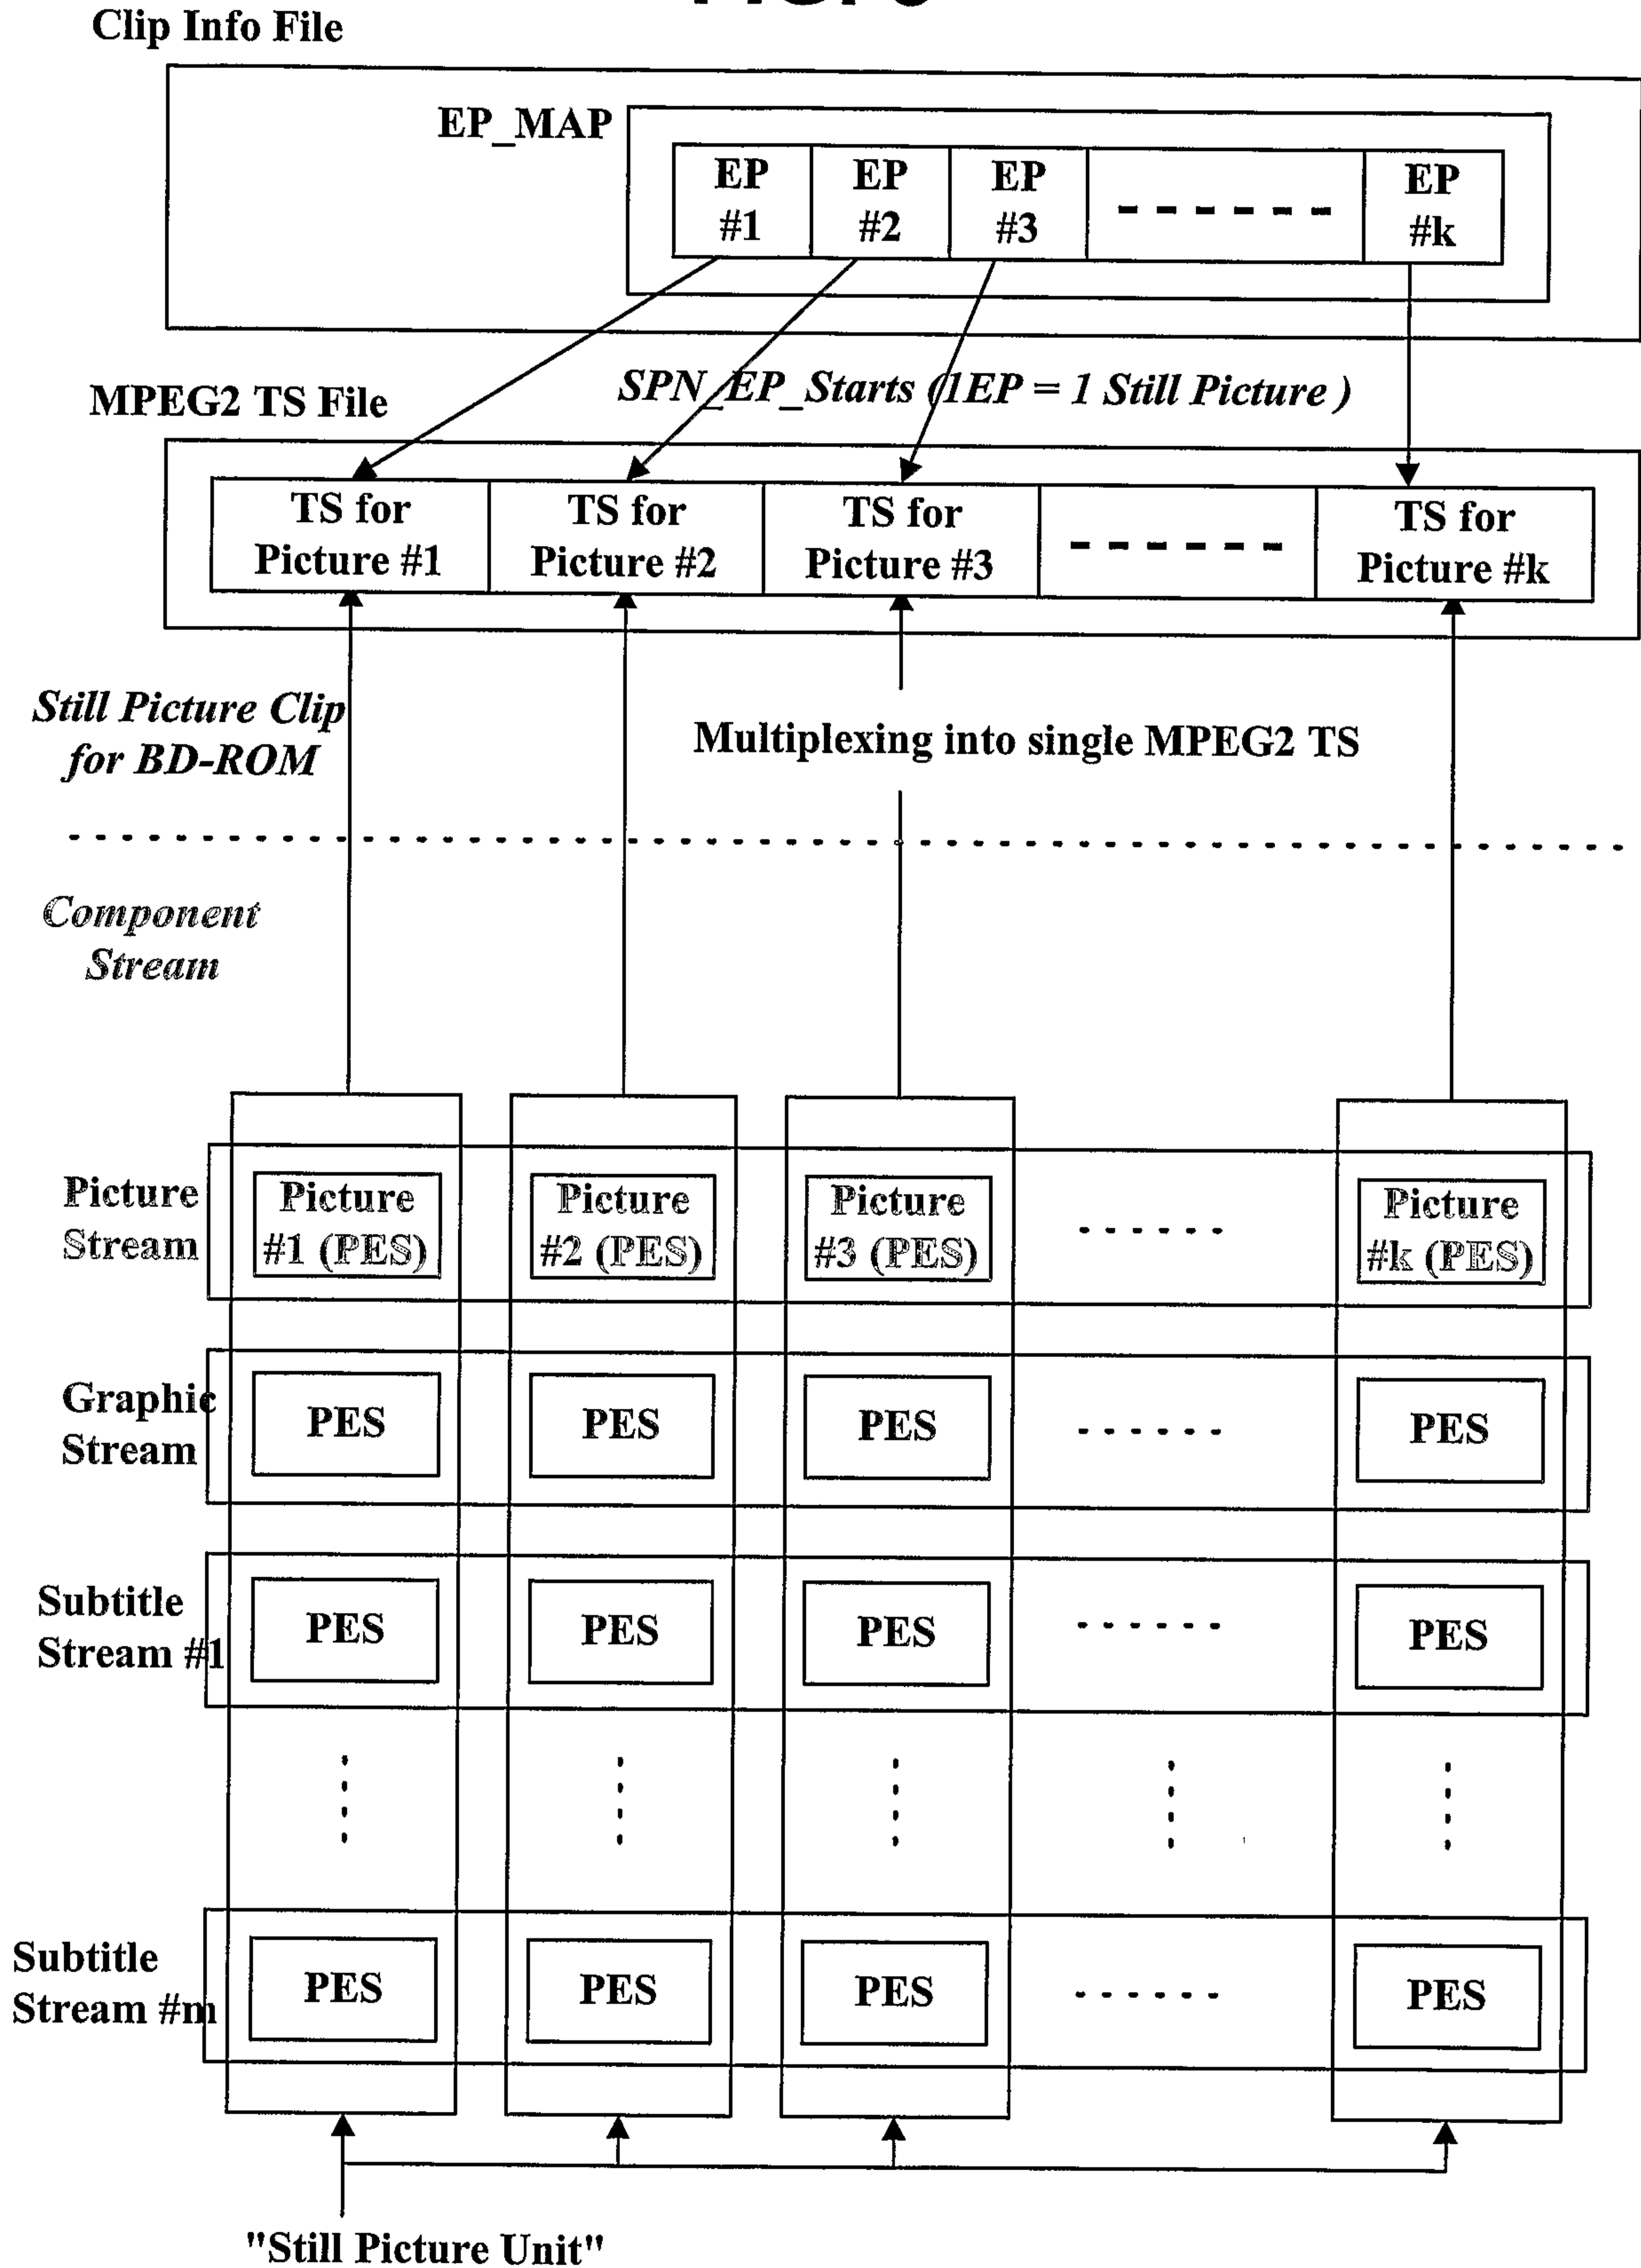 Clip Info File
EP_MAP
EP #1
EP #2
EP #3
EP #k
SPN_EP_Starts (1EP = 1 Still Picture )
MPEG2 TS File
TS for Picture #1
TS for Picture #2
TS for Picture #3
TS for Picture #k
Still Picture Clip
for BD-ROM
Multiplexing into single MPEG2 TS
Component
Stream
Picture
Stream
Picture #1 (PES)
Picture #2 (PES)
Picture #3 (PES)
Picture #k (PES)
Graphic
Stream
PES
PES
PES
PES
Subtitle
Stream #1
PES
PES
PES
PES
Subtitle
Stream #m
PES
PES
PES
PES
"Still Picture Unit"